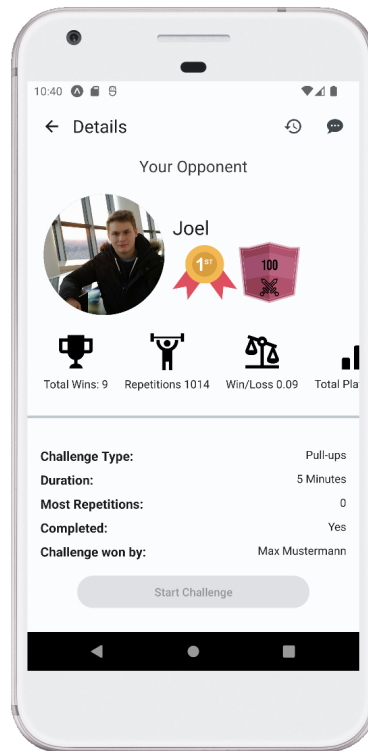 10:40
Details
Your Opponent
Joel
1ST
100
Total Wins: 9 Repetitions 1014 Win/Loss 0.09 Total Pla
Challenge Type: Pull-ups
Duration: 5 Minutes
Most Repetitions: 0
Completed: Yes
Challenge won by: Max Mustermann
Start Challenge